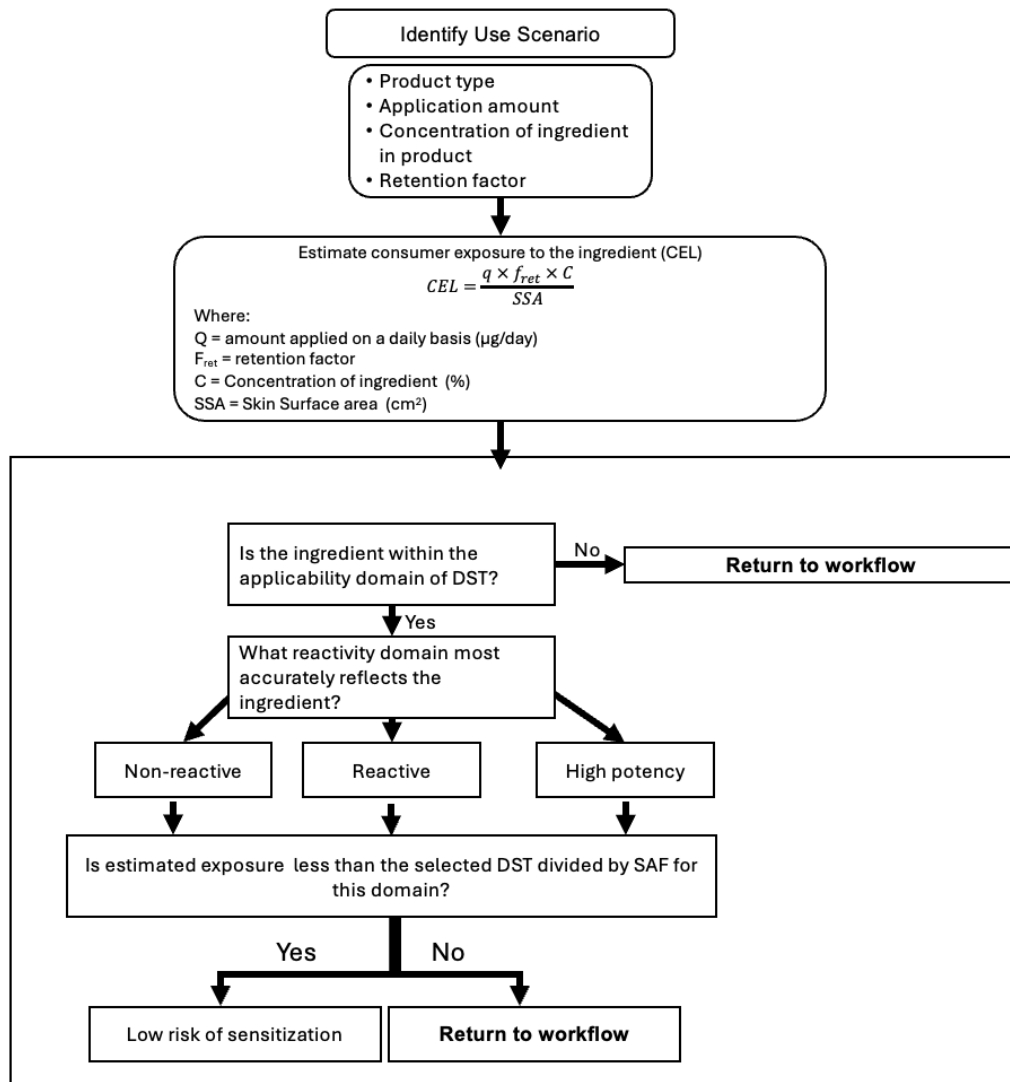 Identify Use Scenario
• Product type
• Application amount
• Concentration of ingredient
in product
• Retention factor
Estimate consumer exposure to the ingredient (CEL)
CEL = q × f_ret × C / SSA
Where:
Q = amount applied on a daily basis (µg/day)
F_ret = retention factor
C = Concentration of ingredient (%)
SSA = Skin Surface area (cm²)
Is the ingredient within the
applicability domain of DST?
No
Return to workflow
Yes
What reactivity domain most
accurately reflects the
ingredient?
Non-reactive
Reactive
High potency
Is estimated exposure less than the selected DST divided by SAF for
this domain?
Yes
No
Low risk of sensitization
Return to workflow